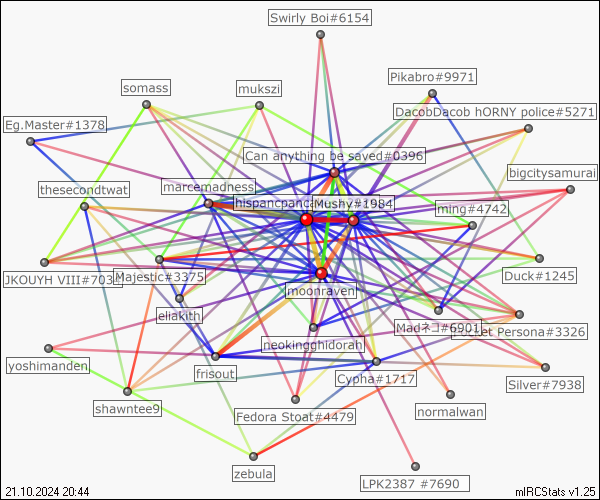 Swirly Boi#6154
Pikabro#9971
somass
mukszi
DacobDacob hORNY police#5271
Eg.Master#1378
Can anything be saved#0396
bigcitysamurai
marcemadness
thesecondtwat
hispancpanc
Mushy#1984
ming#4742
JKOUYH VIII#703
Majestic#3375
Duck#1245
moonraven
eliakith
Madネコ#6901
Persona#3326
neokingghidorah
yoshimanden
frisout
Cypha#1717
Silver#7938
shawntee9
Fedora Stoat#4479
normalwan
zebula
LPK2387 #7690
21.10.2024 20:44
mIRCStats v1.25